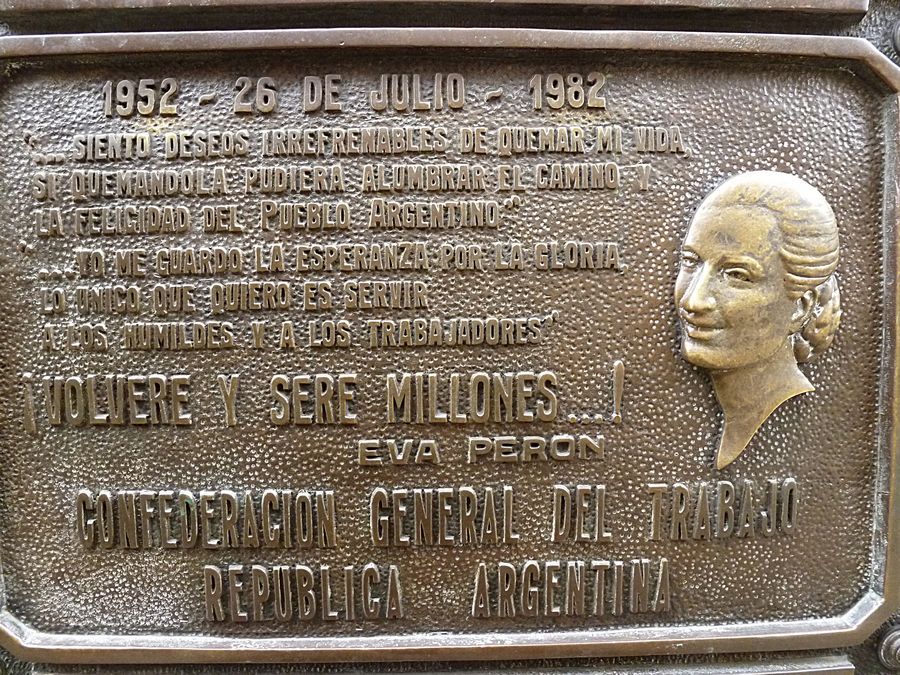 1952 - 26 DE JULIO - 1982
"... SIENTO DESEOS IRREFRENABLES DE QUEMAR MI VIDA,
SI QUEMANDOLA PUDIERA ALUMBRAR EL CAMINO Y
LA FELICIDAD DEL PUEBLO ARGENTINO"
"....YO ME GUARDO LA ESPERANZA POR LA GLORIA,
LO UNICO QUE QUIERO ES SERVIR
A LOS HUMILDES Y A LOS TRABAJADORES"
¡VOLVERE Y SERE MILLONES....!
EVA PERON
CONFEDERACION GENERAL DEL TRABAJO
REPUBLICA ARGENTINA